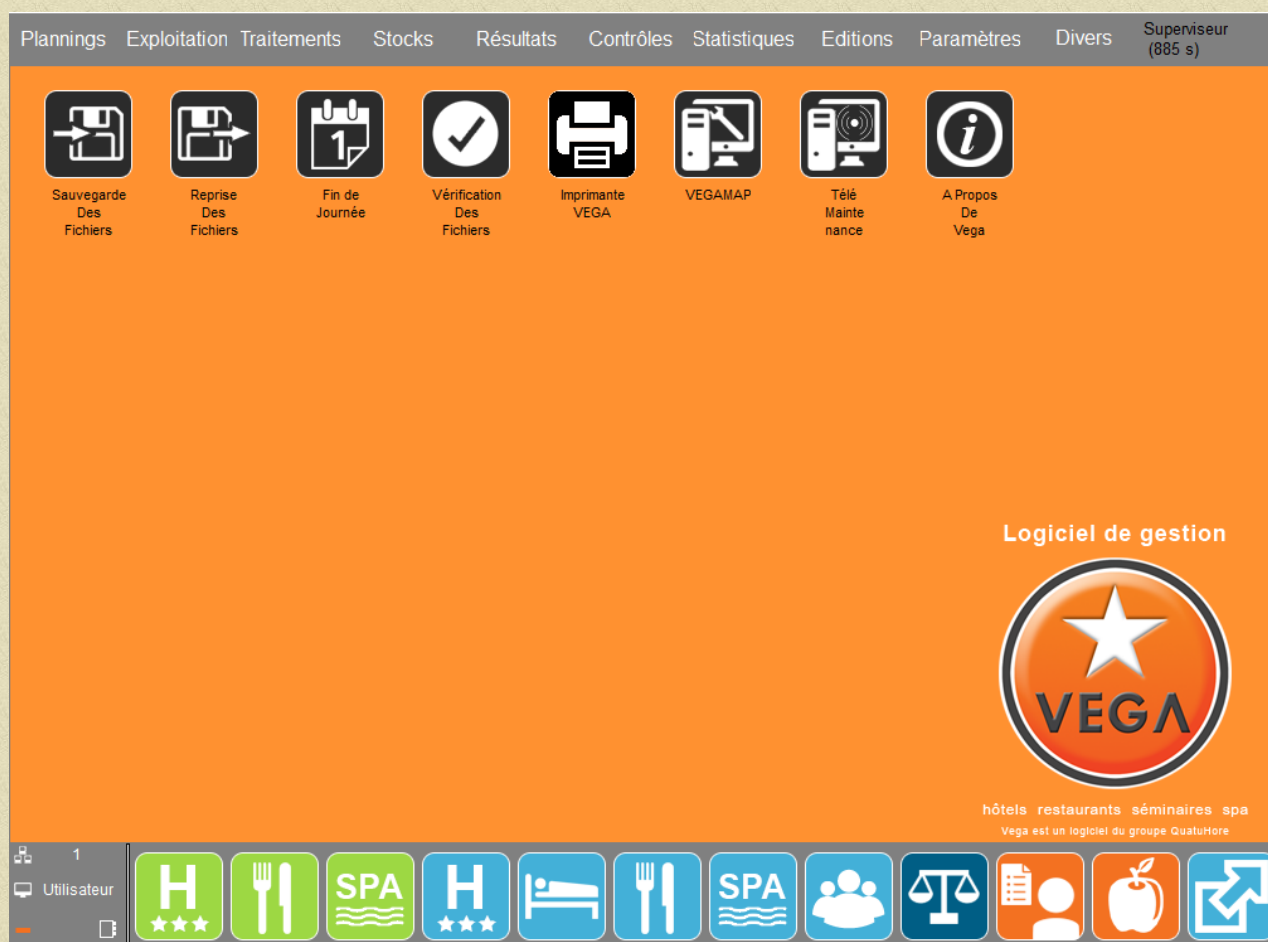 Plannings Exploitation Traitements Stocks Résultats Contrôles Statistiques Editions Paramètres Divers Superviseur
(885 s)
1
Sauvegarde
Des
Fichiers
Reprise
Des
Fichiers
Fin de
Journée
Vérification
Des
Fichiers
Imprimante
VEGA
VEGAMAP
Télé
Mainte
nance
A Propos
De
Vega
Logiciel de gestion
VEGA
hôtels restaurants séminaires spa
Vega est un logiciel du groupe QuatuHore
1
Utilisateur
H
SPA
H
SPA